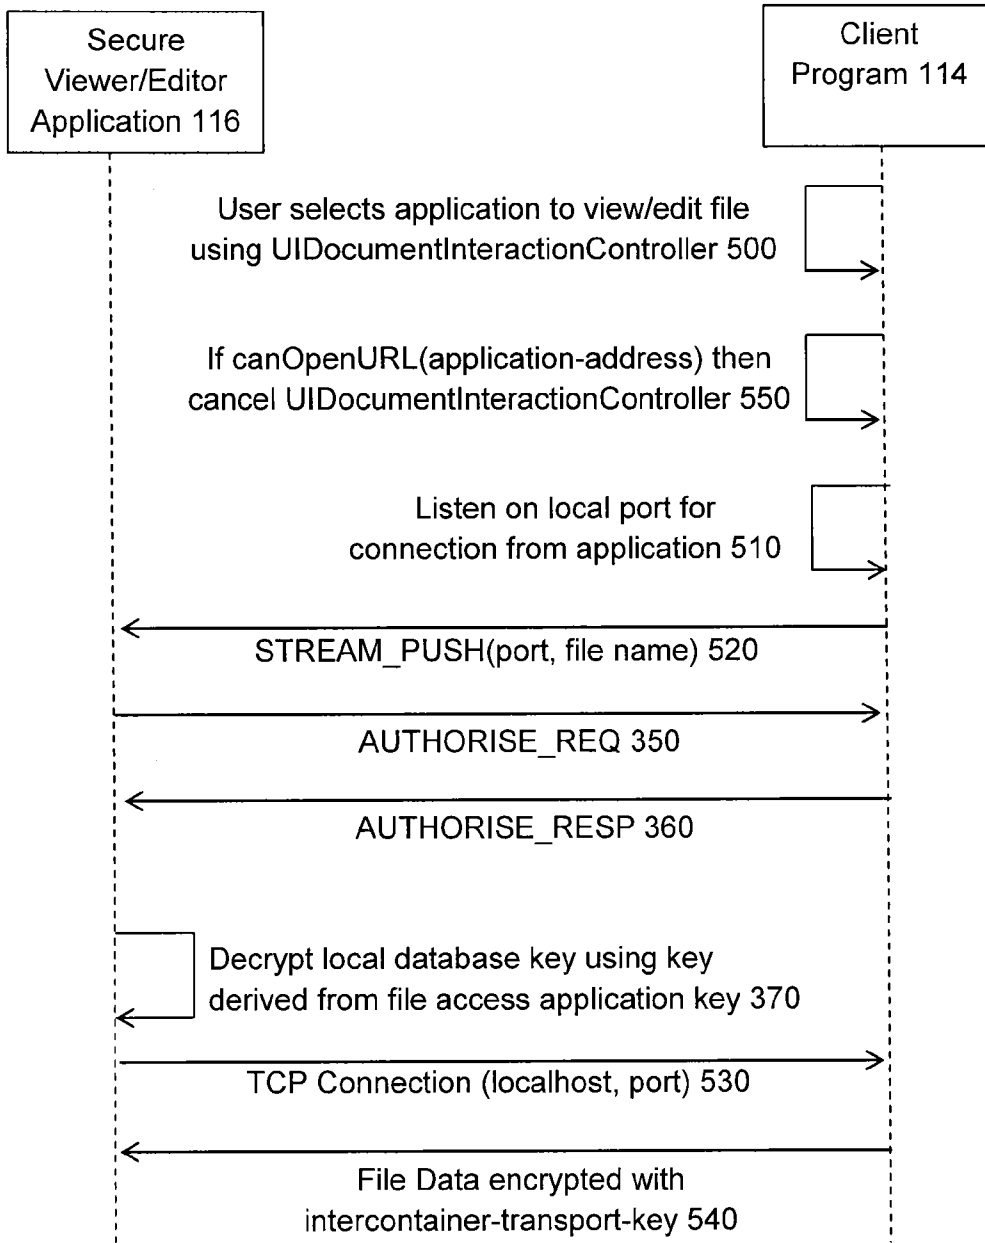 Secure
Viewer/Editor
Application 116
Client
Program 114
User selects application to view/edit file
using UIDocumentInteractionController 500
If canOpenURL(application-address) then
cancel UIDocumentInteractionController 550
Listen on local port for
connection from application 510
STREAM_PUSH(port, file name) 520
AUTHORISE_REQ 350
AUTHORISE_RESP 360
Decrypt local database key using key
derived from file access application key 370
TCP Connection (localhost, port) 530
File Data encrypted with
intercontainer-transport-key 540